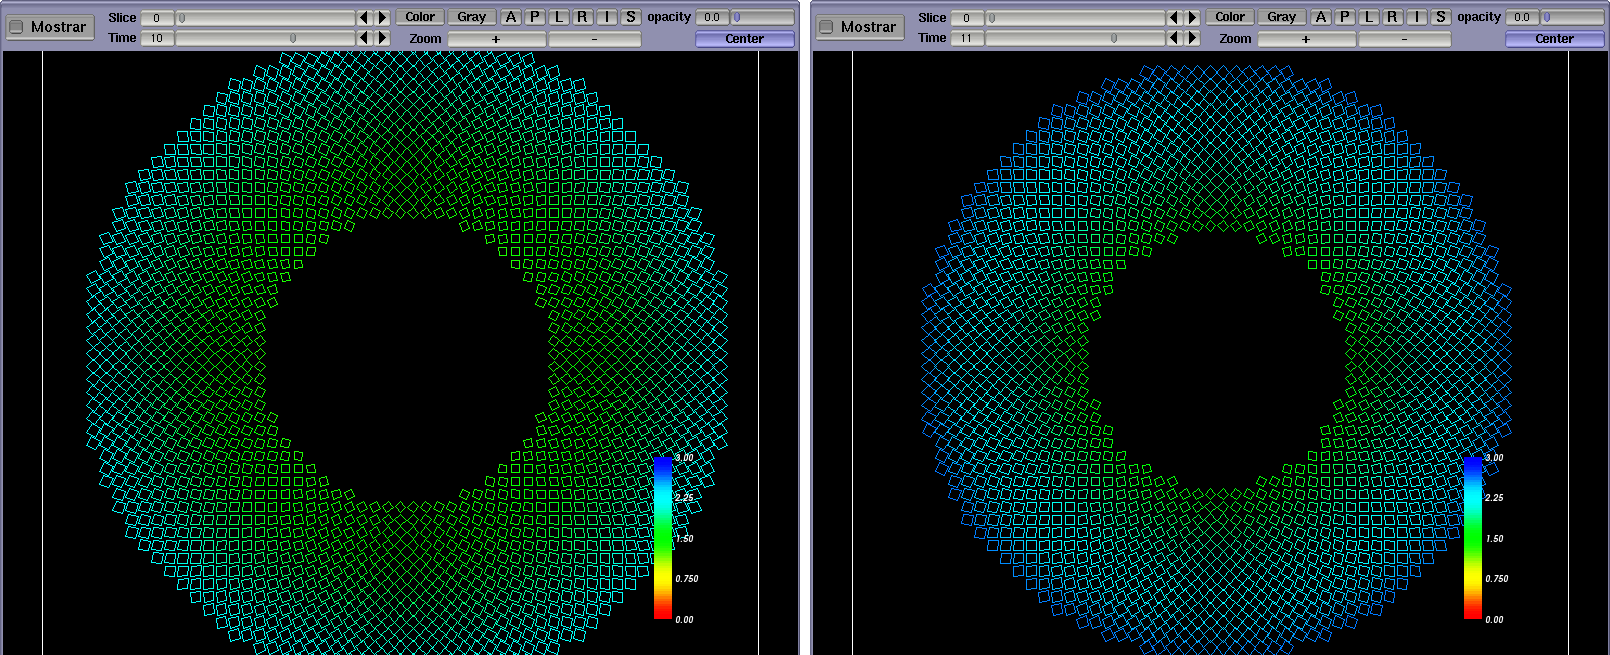 Mostrar Slice 0 Color Gray A P L R I S opacity 0.0
Time 10 Zoom + - Center
3.00
2.25
1.50
0.750
0.00
Mostrar Slice 0 Color Gray A P L R I S opacity 0.0
Time 11 Zoom + - Center
3.00
2.25
1.50
0.750
0.00